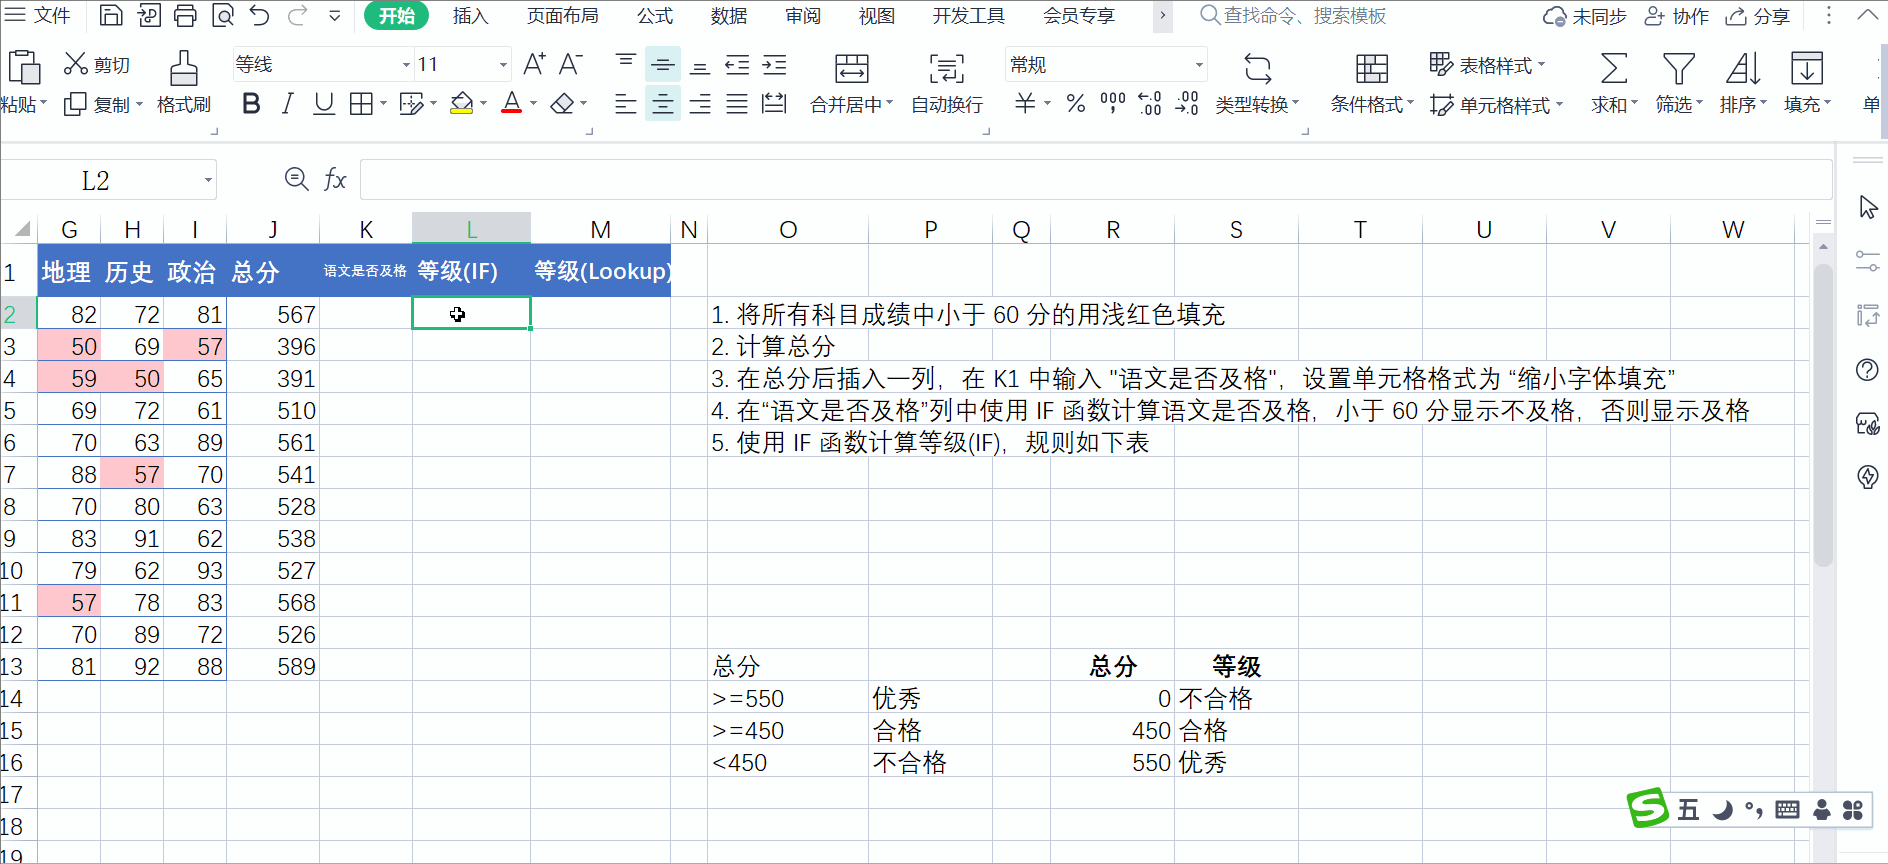 文件 开始 插入 页面布局 公式 数据 审阅 视图 开发工具 会员专享 查找命令、搜索模板 未同步 协作 分享
粘贴 剪切 复制 格式刷 等线 11 A+ A- B I U A 合并居中 自动换行 常规 ¥ % 000 类型转换 条件格式 表格样式 单元格样式 求和 筛选 排序 填充 单
L2 fx
G H I J K L M N O P Q R S T U V W
1 地理 历史 政治 总分 语文是否及格 等级(IF) 等级(Lookup)
2 82 72 81 567 1. 将所有科目成绩中小于 60 分的用浅红色填充
3 50 69 57 396 2. 计算总分
4 59 50 65 391 3. 在总分后插入一列，在 K1 中输入 "语文是否及格"，设置单元格格式为 “缩小字体填充”
5 69 72 61 510 4. 在“语文是否及格”列中使用 IF 函数计算语文是否及格，小于 60 分显示不及格，否则显示及格
6 70 63 89 561 5. 使用 IF 函数计算等级(IF)，规则如下表
7 88 57 70 541
8 70 80 63 528
9 83 91 62 538
10 79 62 93 527
11 57 78 83 568
12 70 89 72 526
13 81 92 88 589 总分 总分 等级
14 >=550 优秀 0 不合格
15 >=450 合格 450 合格
16 <450 不合格 550 优秀
17
18
19
S 五